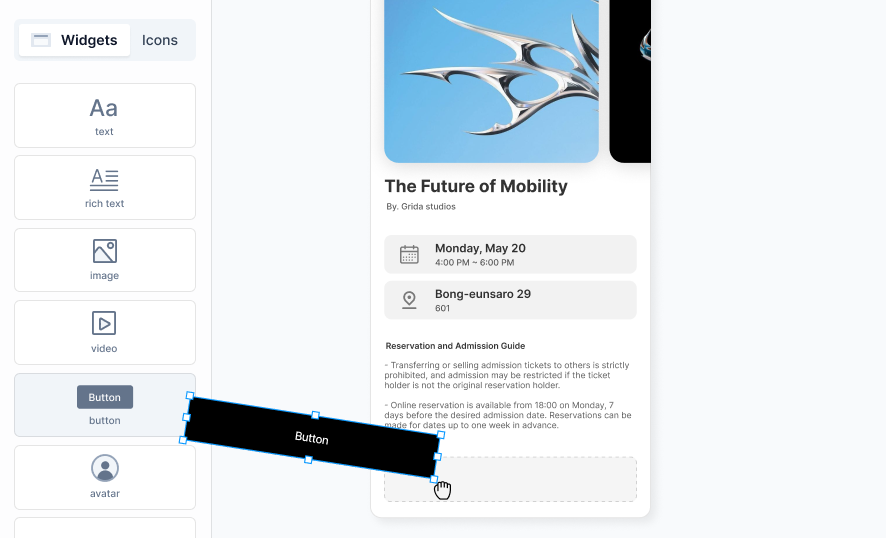 Widgets
Icons
Aa
text
A
rich text
image
video
Button
button
avatar
The Future of Mobility
By. Grida studios
Monday, May 20
4:00 PM ~ 6:00 PM
Bong-eunsaro 29
601
Reservation and Admission Guide
- Transferring or selling admission tickets to others is strictly
prohibited, and admission may be restricted if the ticket
holder is not the original reservation holder.
- Online reservation is available from 18:00 on Monday, 7
days before the desired admission date. Reservations can be
made for dates up to one week in advance.
Button